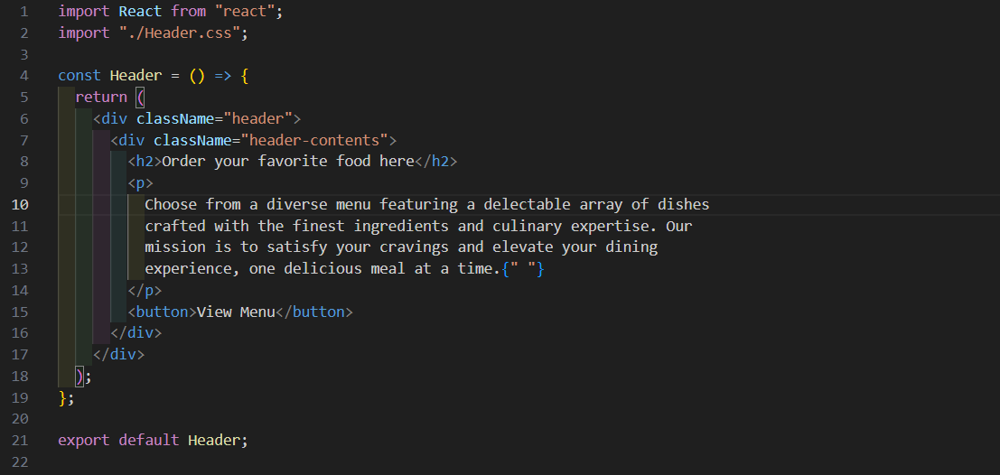 1 import React from "react";
2 import "./Header.css";
3
4 const Header = () => {
5   return (
6     <div className="header">
7       <div className="header-contents">
8         <h2>Order your favorite food here</h2>
9         <p>
10           Choose from a diverse menu featuring a delectable array of dishes
11           crafted with the finest ingredients and culinary expertise. Our
12           mission is to satisfy your cravings and elevate your dining
13           experience, one delicious meal at a time.{" "}
14         </p>
15         <button>View Menu</button>
16       </div>
17     </div>
18   );
19 };
20
21 export default Header;
22